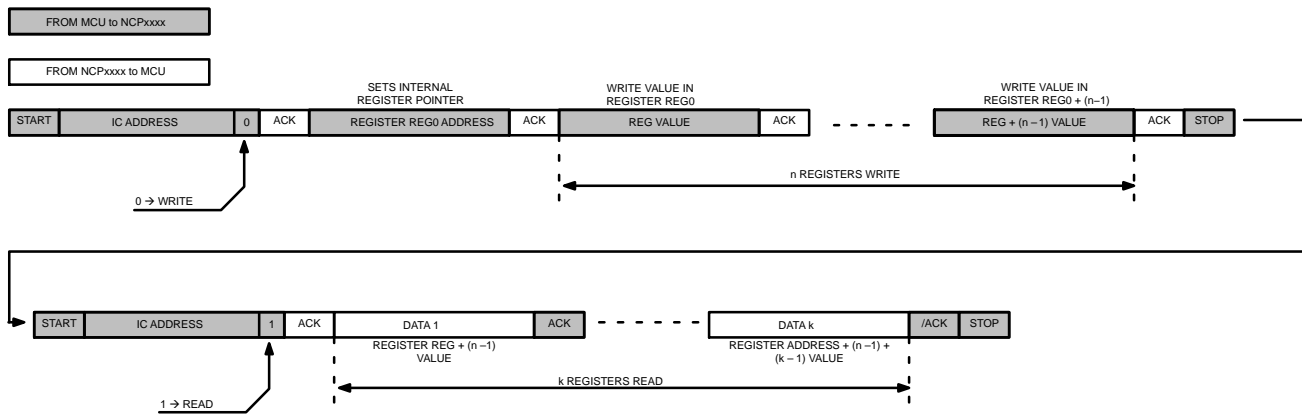 FROM MCU to NCPxxxx
FROM NCPxxxx to MCU
SETS INTERNAL
REGISTER POINTER
WRITE VALUE IN
REGISTER REG0
WRITE VALUE IN
REGISTER REG0 + (n–1)
START IC ADDRESS 0 ACK REGISTER REG0 ADDRESS ACK REG VALUE ACK REG + (n – 1) VALUE ACK STOP
n REGISTERS WRITE
0 → WRITE
START IC ADDRESS 1 ACK DATA 1 ACK DATA k /ACK STOP
REGISTER REG + (n –1)
VALUE
REGISTER ADDRESS + (n –1) +
(k – 1) VALUE
k REGISTERS READ
1 → READ